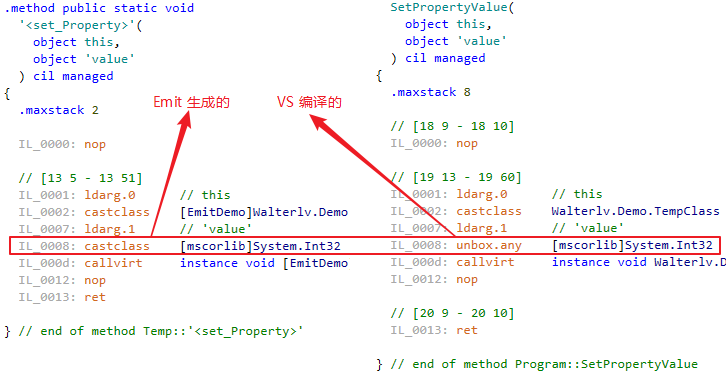 .method public static void
'<set_Property>'(
object this,
object 'value'
) cil managed
{
.maxstack 2
IL_0000: nop
// [13 5 - 13 51]
IL_0001: ldarg.0 // this
IL_0002: castclass [EmitDemo]Walterlv.Demo
IL_0007: ldarg.1 // 'value'
IL_0008: castclass [mscorlib]System.Int32
IL_000d: callvirt instance void [EmitDemo
IL_0012: nop
IL_0013: ret
} // end of method Temp::'<set_Property>'
Emit 生成的
VS 编译的
SetPropertyValue(
object this,
object 'value'
) cil managed
{
.maxstack 8
// [18 9 - 18 10]
IL_0000: nop
// [19 13 - 19 60]
IL_0001: ldarg.0 // this
IL_0002: castclass Walterlv.Demo.TempClass
IL_0007: ldarg.1 // 'value'
IL_0008: unbox.any [mscorlib]System.Int32
IL_000d: callvirt instance void Walterlv.D
IL_0012: nop
// [20 9 - 20 10]
IL_0013: ret
} // end of method Program::SetPropertyValue